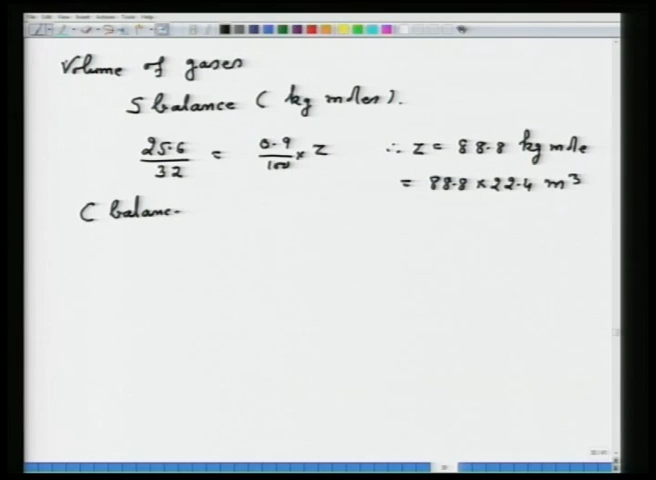 Volume of gases
S balance ( kg moles ).
25.6/32 = 0.9/100 × Z ∴ Z = 88.8 kg mole
= 88.8 × 22.4 m³
C balanc-